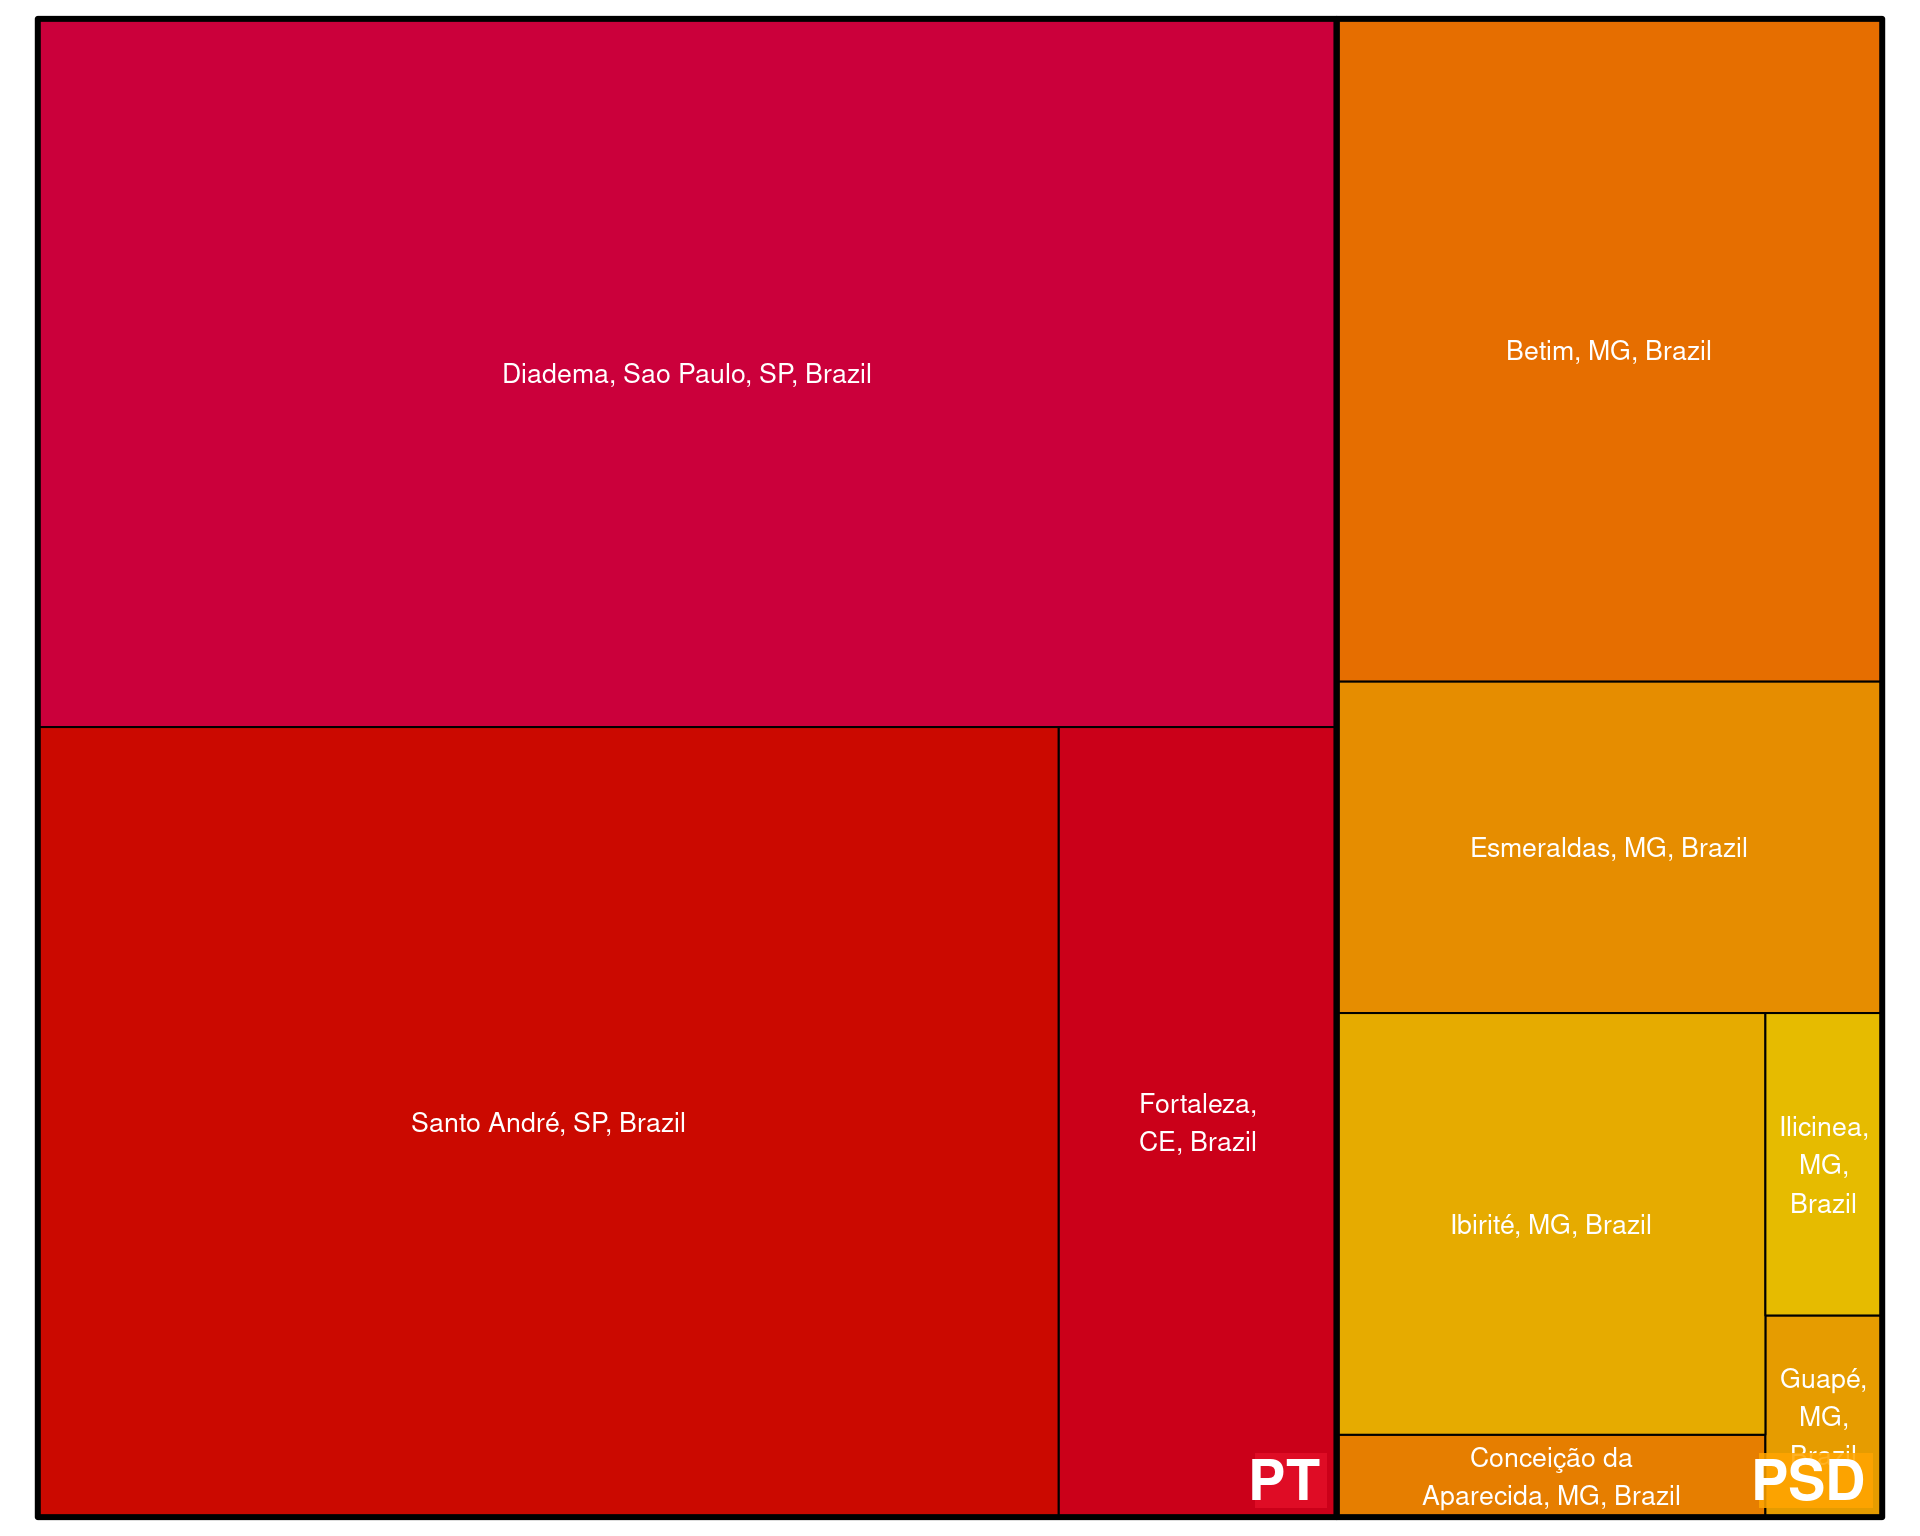 Diadema, Sao Paulo, SP, Brazil
Santo André, SP, Brazil
Fortaleza,
CE, Brazil
PT
Betim, MG, Brazil
Esmeraldas, MG, Brazil
Ibirité, MG, Brazil
Ilicinea,
MG,
Brazil
Guapé,
MG,
Brazil
Conceição da
Aparecida, MG, Brazil
PSD